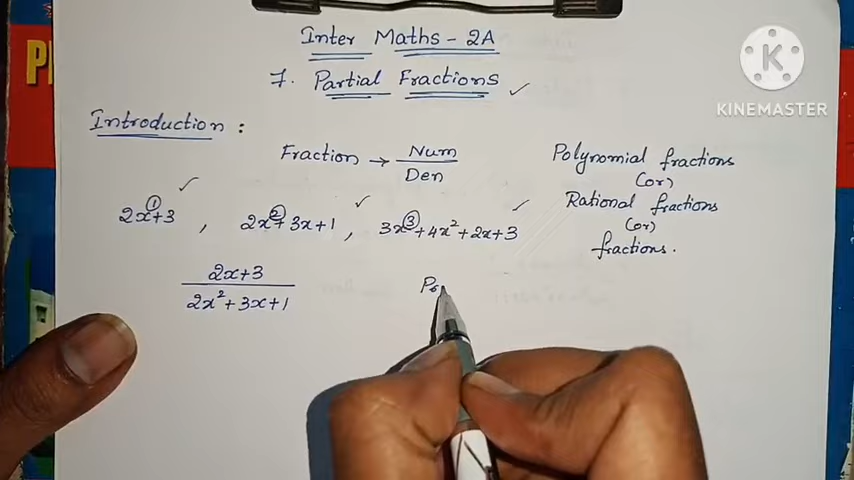 Inter Maths - 2A
7. Partial Fractions ✓
K
KINEMASTER
Introduction :
Fraction → Num/Den
Polynomial fractions
(or)
Rational fractions
(or)
fractions.
2x¹+3 , 2x²+3x+1 , 3x³+4x²+2x+3
2x+3
2x²+3x+1
P